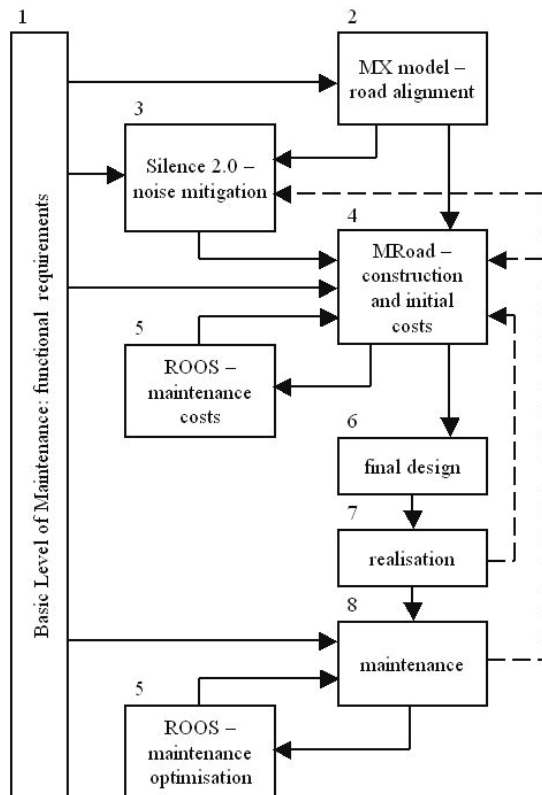 1
2
MX model –
road alignment
3
Silence 2.0 –
noise mitigation
4
MRoad –
construction
and initial
costs
5
ROOS –
maintenance
costs
6
final design
7
realisation
8
maintenance
5
ROOS –
maintenance
optimisation
Basic Level of Maintenance: functional requirements